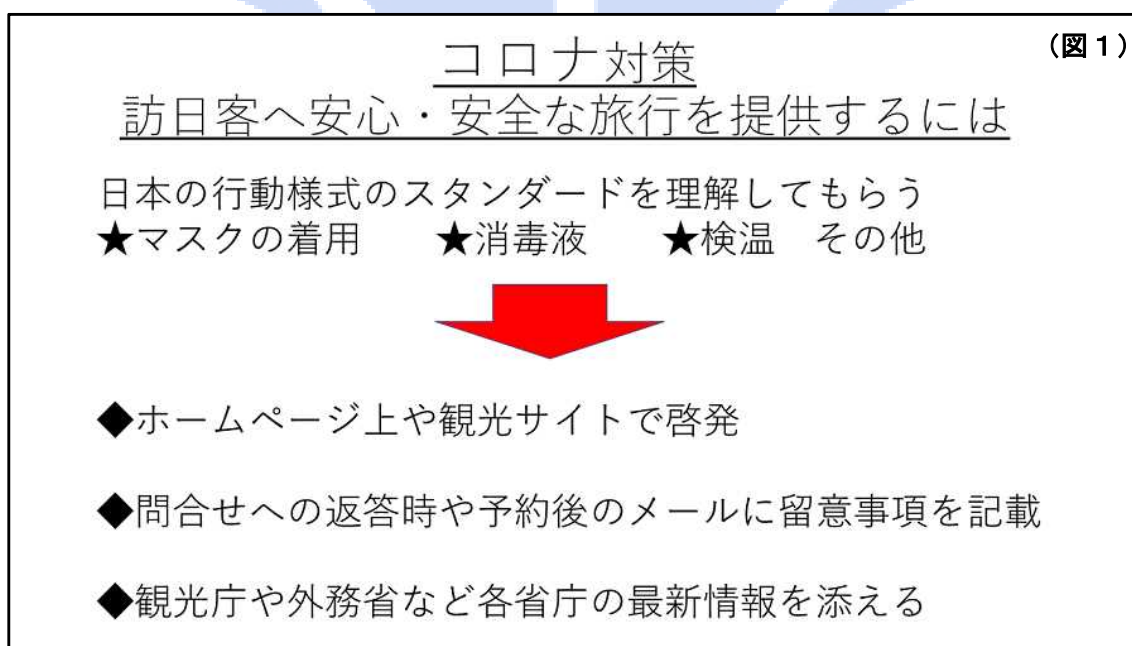 （図１）
コロナ対策
訪日客へ安心・安全な旅行を提供するには
日本の行動様式のスタンダードを理解してもらう
★マスクの着用　★消毒液　★検温　その他
◆ホームページ上や観光サイトで啓発
◆問合せへの返答時や予約後のメールに留意事項を記載
◆観光庁や外務省など各省庁の最新情報を添える